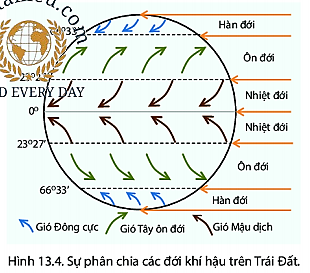 Hàn đới
66°33'
Ôn đới
23°27'
Nhiệt đới
D EVERY DAY
0°
Nhiệt đới
23°27'
Ôn đới
66°33'
Hàn đới
Gió Đông cực Gió Tây ôn đới Gió Mậu dịch
Hình 13.4. Sự phân chia các đới khí hậu trên Trái Đất.